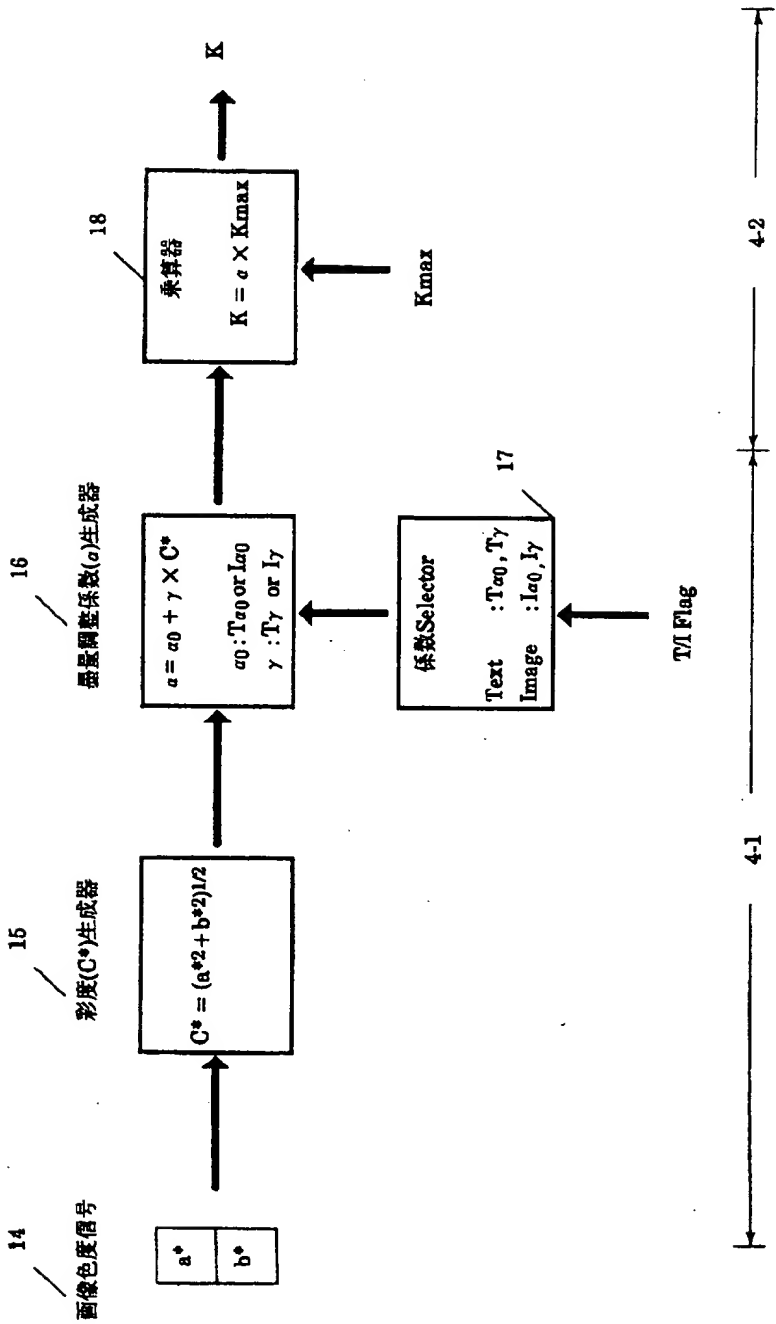 14
画像色度信号
a*
b*
15
彩度(C*)生成器
C* = (a*2+b*2)1/2
16
墨量調整係数(α)生成器
α = α0 + γ × C*
α0 : Tα0 or Iα0
γ : Tγ or Iγ
17
係数Selector
Text : Tα0, Tγ
Image : Iα0, Iγ
T/I Flag
18
乗算器
K = α × Kmax
Kmax
K
4-1
4-2